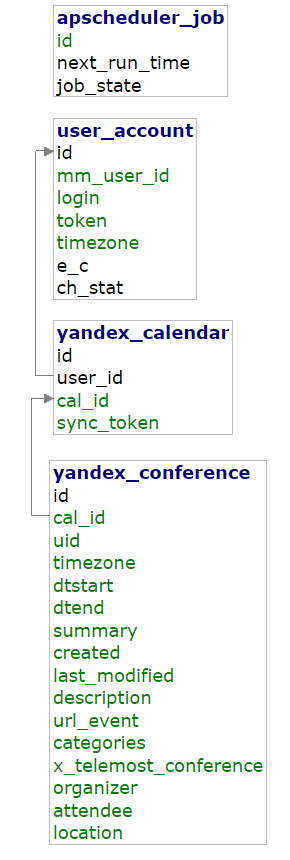 apscheduler_job
id
next_run_time
job_state
user_account
id
mm_user_id
login
token
timezone
e_c
ch_stat
yandex_calendar
id
user_id
cal_id
sync_token
yandex_conference
id
cal_id
uid
timezone
dtstart
dtend
summary
created
last_modified
description
url_event
categories
x_telemost_conference
organizer
attendee
location